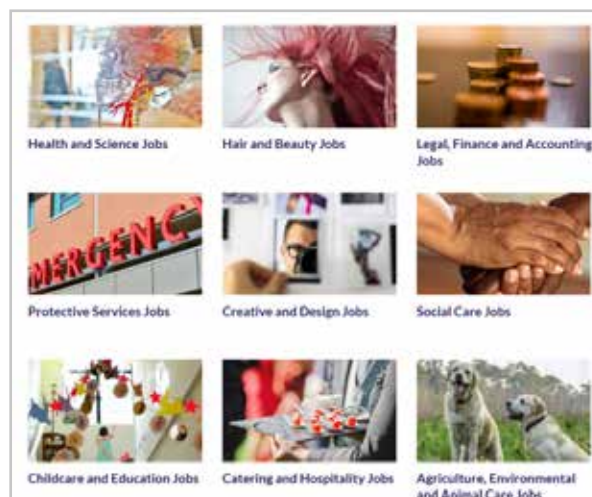 Health and Science Jobs
Hair and Beauty Jobs
Legal, Finance and Accounting
Jobs
MERGENCY
Protective Services Jobs
Creative and Design Jobs
Social Care Jobs
Childcare and Education Jobs
Catering and Hospitality Jobs
Agriculture, Environmental
and Animal Care Jobs